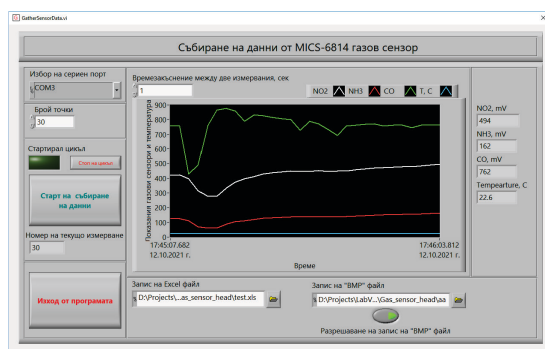 GatherSensorData.vi
Събиране на данни от MICS-6814 газов сензор
Избор на сериен порт
COM3
Брой точки
30
Стартирал цикъл
Стоп на цикъл
Старт на събиране
на данни
Номер на текущо измерване
30
Изход от програмата
Времезакъснение между две измервания, сек
1
NO2 NH3 CO T, C
Показания газови сензори и температура
900
800
700
600
500
400
300
200
100
0
17:45:07.682
12.10.2021 г.
17:46:03.812
12.10.2021 г.
Време
NO2, mV
494
NH3, mV
162
CO, mV
762
Tempearture, C
22.6
Запис на Excel файл
D:\Projects\...as_sensor_head\test.xls
Запис на "BMP" файл
D:\Projects\LabV...\Gas_sensor_head\aa
Разрешаване на запис на "BMP" файл